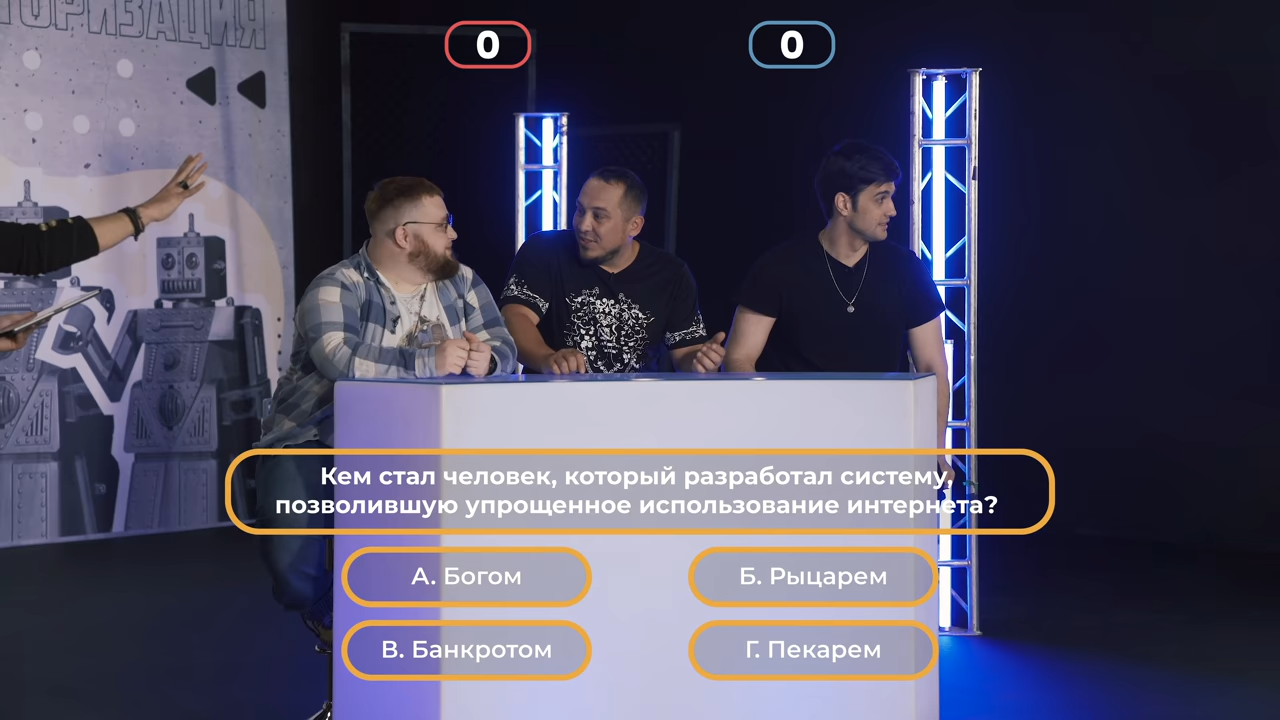 0
0
Кем стал человек, который разработал систему,
позволившую упрощенное использование интернета?
А. Богом
Б. Рыцарем
В. Банкротом
Г. Пекарем